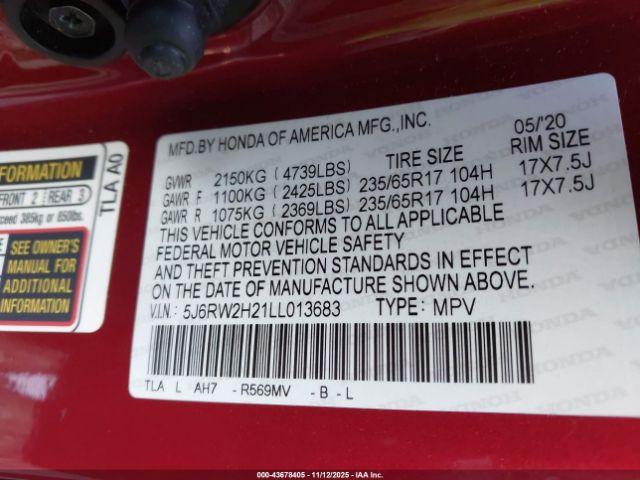 MFD.BY HONDA OF AMERICA MFG.,INC. 05/'20
GVWR 2150KG (4739LBS) TIRE SIZE RIM SIZE
GAWR F 1100KG (2425LBS) 235/65R17 104H 17X7.5J
GAWR R 1075KG (2369LBS) 235/65R17 104H 17X7.5J
THIS VEHICLE CONFORMS TO ALL APPLICABLE
FEDERAL MOTOR VEHICLE SAFETY
AND THEFT PREVENTION STANDARDS IN EFFECT
ON THE DATE OF MANUFACTURE SHOWN ABOVE.
V.I.N.: 5J6RW2H21LL013683 TYPE: MPV
TLA L AH7 - R569MV - B - L
FORMATION
FRONT 2 REAR 3
xceed 385kg or 850lbs.
TLA A0
SEE OWNER'S
MANUAL FOR
ADDITIONAL
INFORMATION
000-43678405 - 11/12/2025 - IAA Inc.